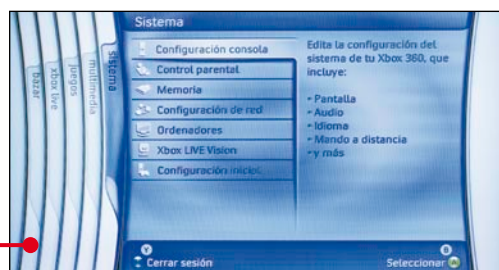 Sistema
bazar
xbox live
juegos
multimedia
sistema
Configuración consola
Control parental
Memoria
Configuración de red
Ordenadores
Xbox LIVE Vision
Configuración inicial
Edita la configuración del
sistema de tu Xbox 360, que
incluye:
- Pantalla
- Audio
- Idioma
- Mando a distancia
- y más
Y
Cerrar sesión
B
Seleccionar